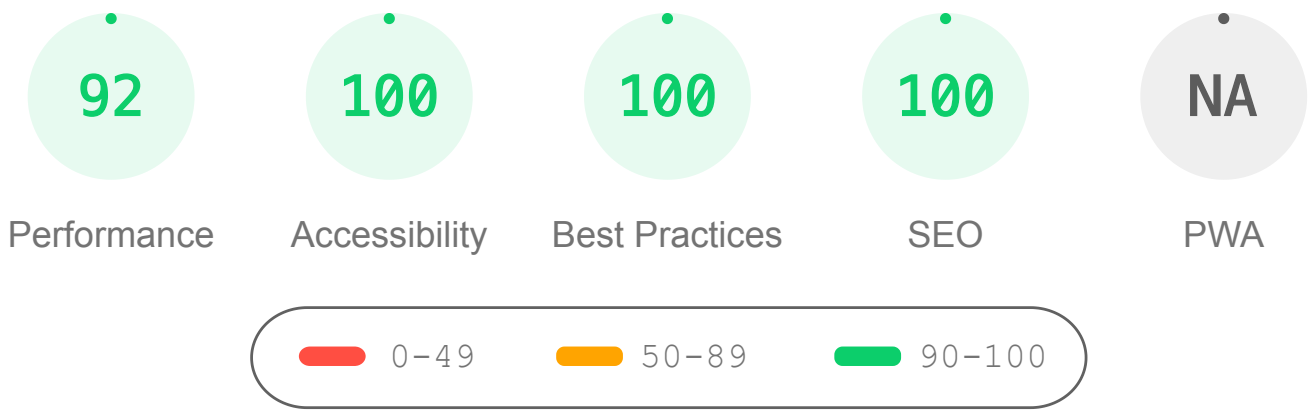 92 100 100 100 NA
Performance Accessibility Best Practices SEO PWA
0-49 50-89 90-100